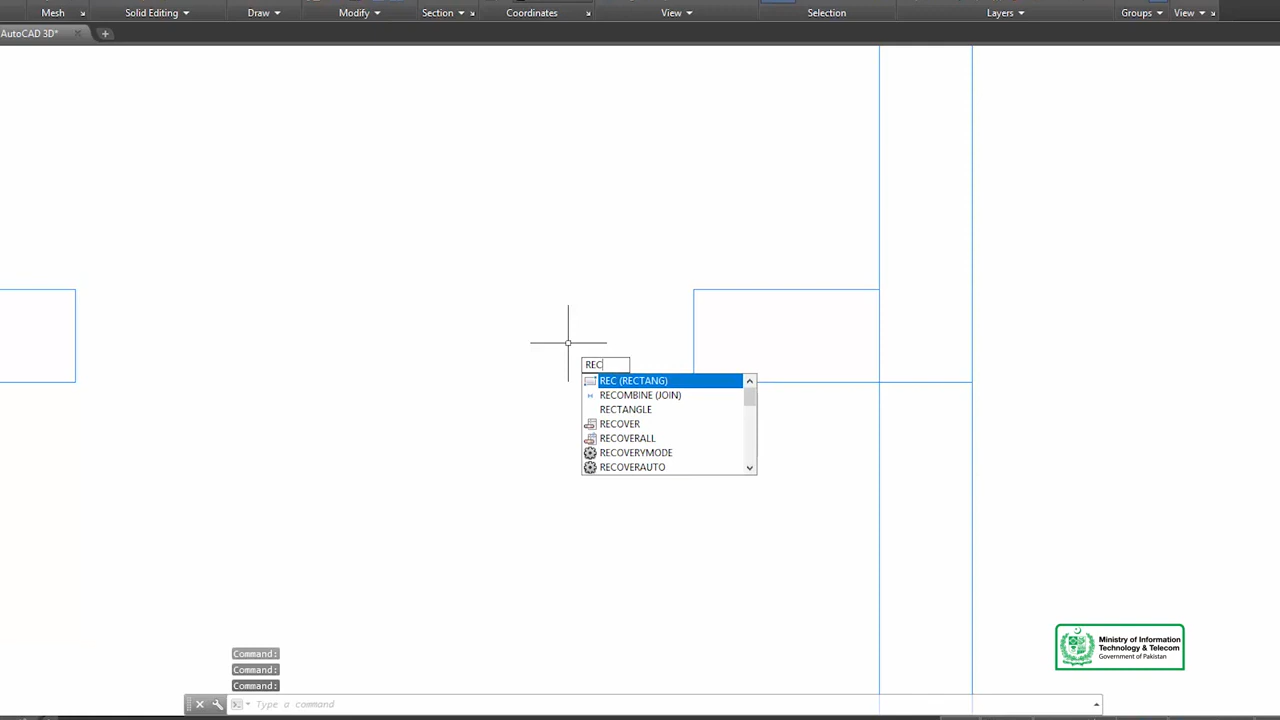 Mesh
Solid Editing
Draw
Modify
Section
Coordinates
View
Selection
Layers
Groups
View
AutoCAD 3D*
REC
REC (RECTANG)
RECOMBINE (JOIN)
RECTANGLE
RECOVER
RECOVERALL
RECOVERYMODE
RECOVERAUTO
Ministry of Information
Technology & Telecom
Government of Pakistan
Command:
Command:
Command:
Type a command